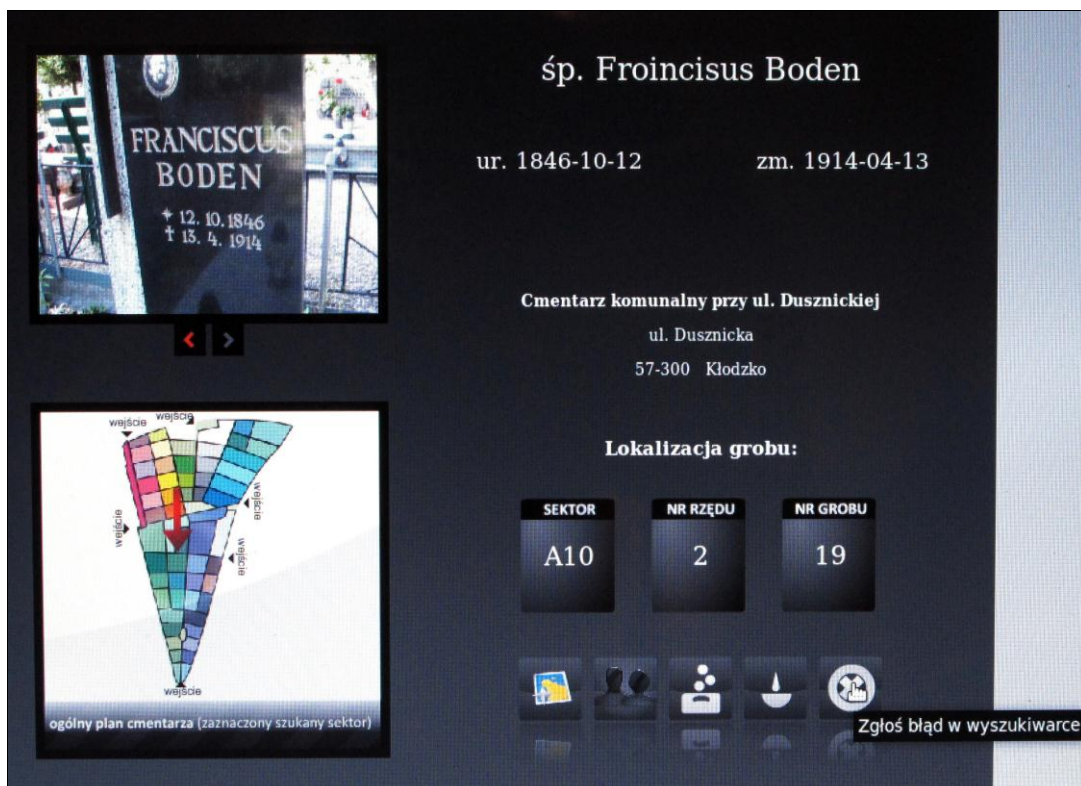 śp. Froincisus Boden
FRANCISCUS
BODEN
* 12. 10. 1846
† 13. 4. 1914
ur. 1846-10-12 zm. 1914-04-13
Cmentarz komunalny przy ul. Dusznickiej
ul. Dusznicka
57-300 Kłodzko
wejście
wejście
wejście
wejście
wejście
wejście
ogólny plan cmentarza (zaznaczony szukany sektor)
Lokalizacja grobu:
SEKTOR NR RZĘDU NR GROBU
A10 2 19
Zgłoś błąd w wyszukiwarce